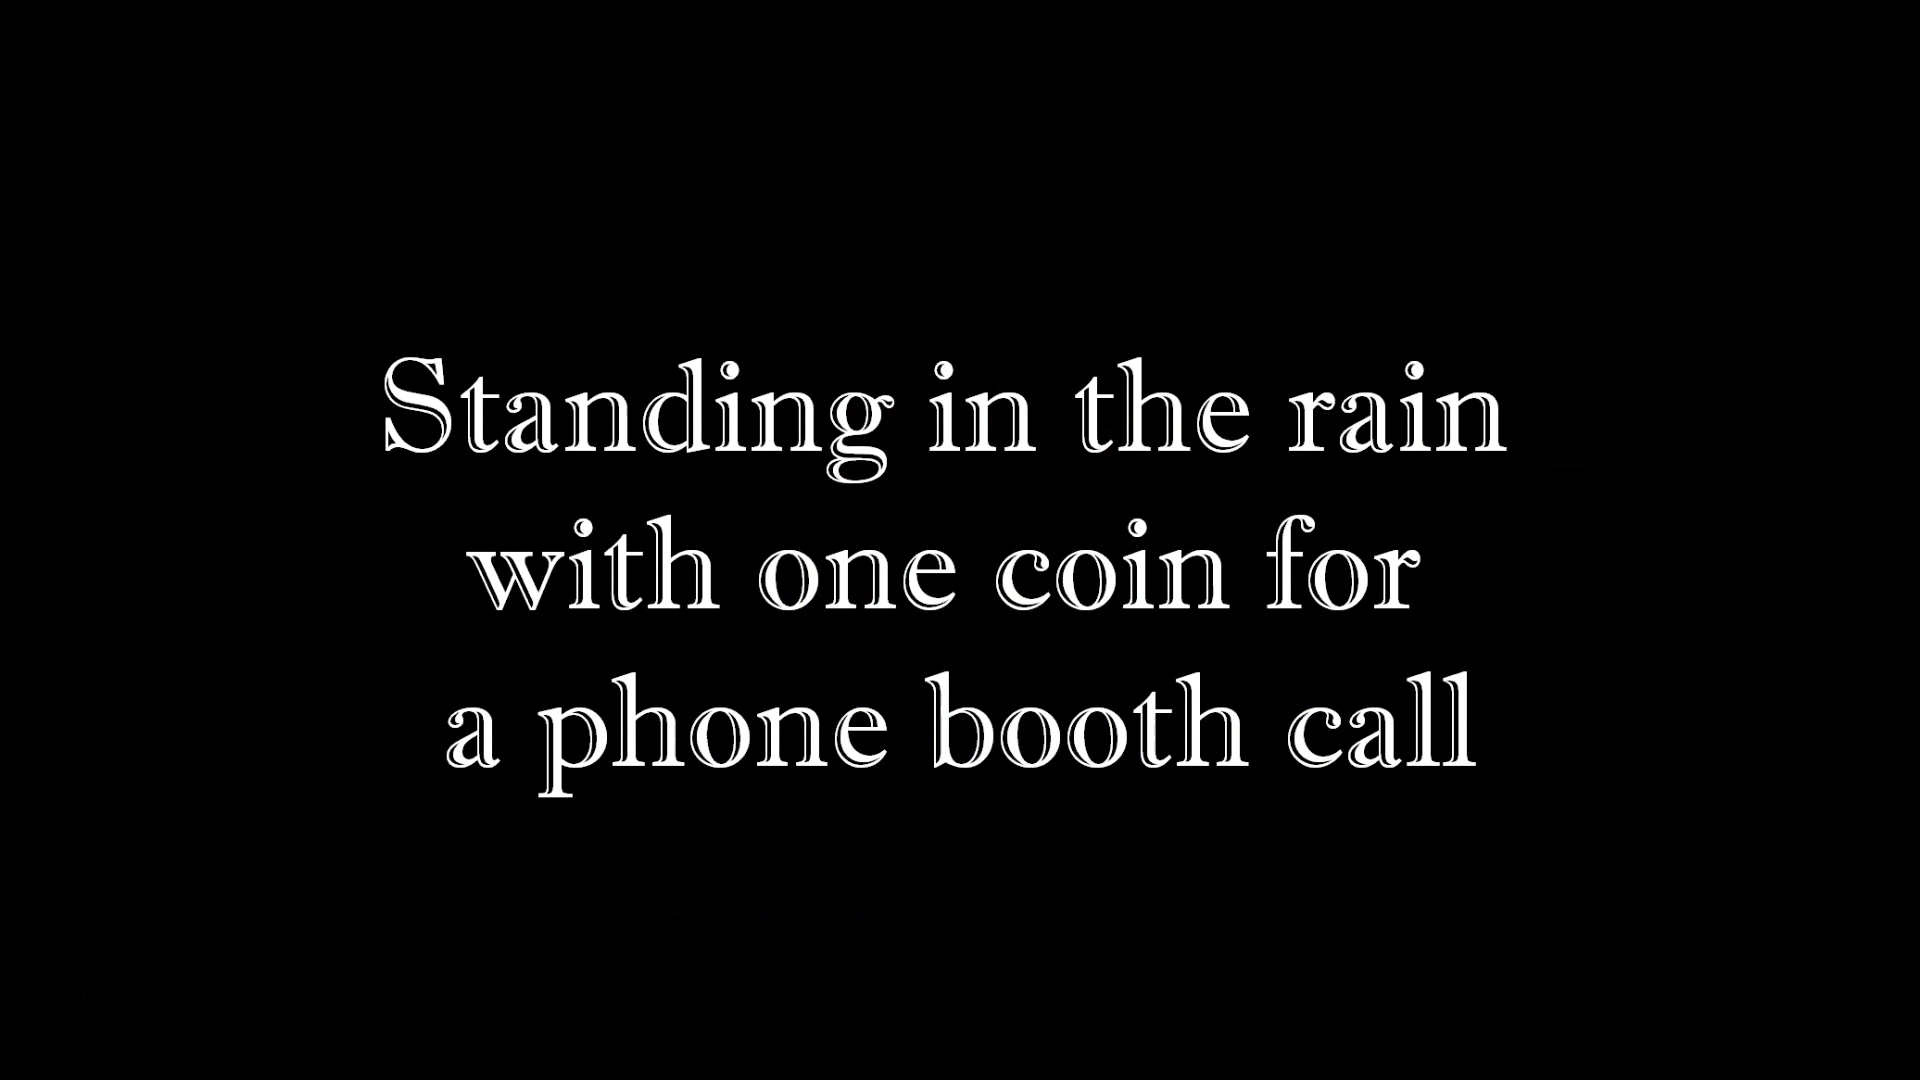 Standing in the rain
with one coin for
a phone booth call